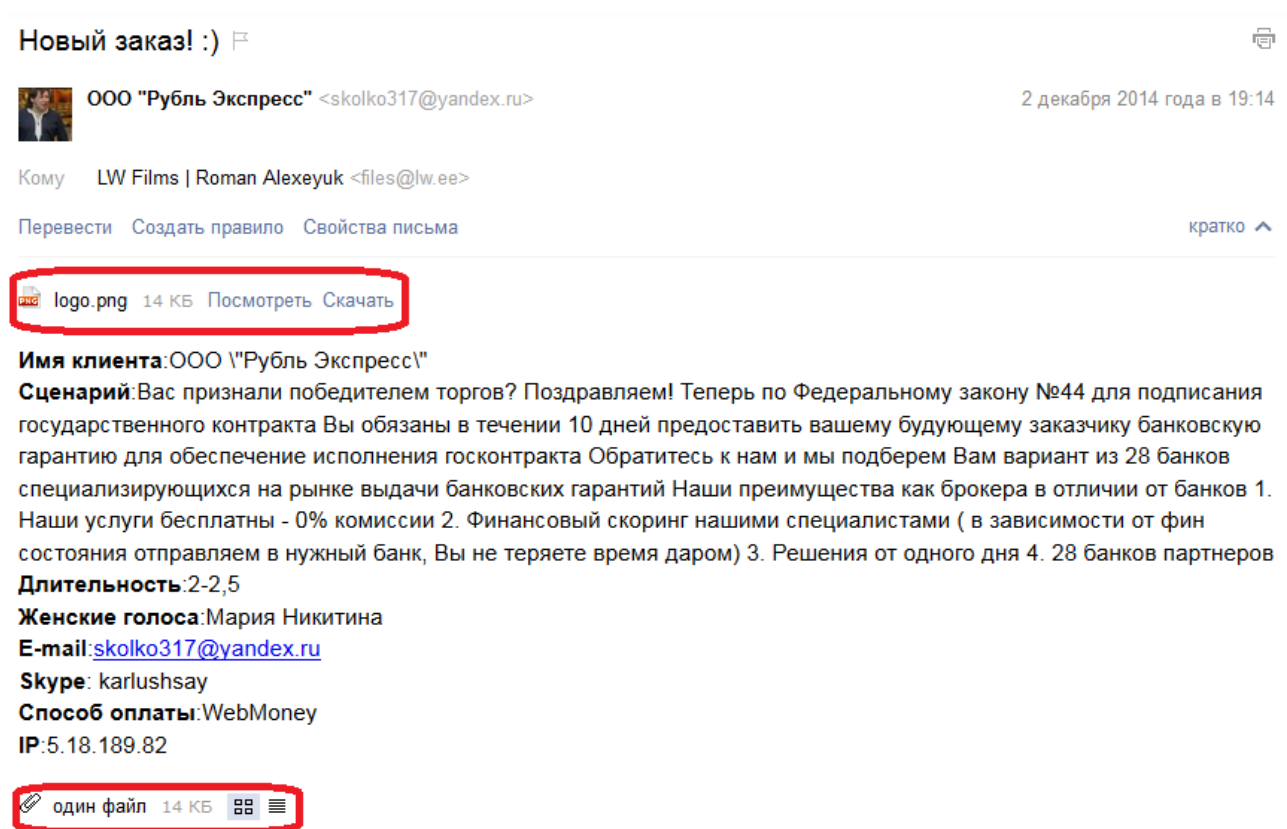 Новый заказ! :)
ООО "Рубль Экспресс" <skolko317@yandex.ru>
2 декабря 2014 года в 19:14
Кому LW Films | Roman Alexeyuk <files@lw.ee>
Перевести Создать правило Свойства письма
кратко
PNG logo.png 14 КБ Посмотреть Скачать
Имя клиента:ООО \"Рубль Экспресс\"
Сценарий:Вас признали победителем торгов? Поздравляем! Теперь по Федеральному закону №44 для подписания
государственного контракта Вы обязаны в течении 10 дней предоставить вашему будующему заказчику банковскую
гарантию для обеспечение исполнения госконтракта Обратитесь к нам и мы подберем Вам вариант из 28 банков
специализирующихся на рынке выдачи банковских гарантий Наши преимущества как брокера в отличии от банков 1.
Наши услуги бесплатны - 0% комиссии 2. Финансовый скоринг нашими специалистами ( в зависимости от фин
состояния отправляем в нужный банк, Вы не теряете время даром) 3. Решения от одного дня 4. 28 банков партнеров
Длительность:2-2,5
Женские голоса:Мария Никитина
E-mail:skolko317@yandex.ru
Skype: karlushsay
Способ оплаты:WebMoney
IP:5.18.189.82
один файл 14 КБ